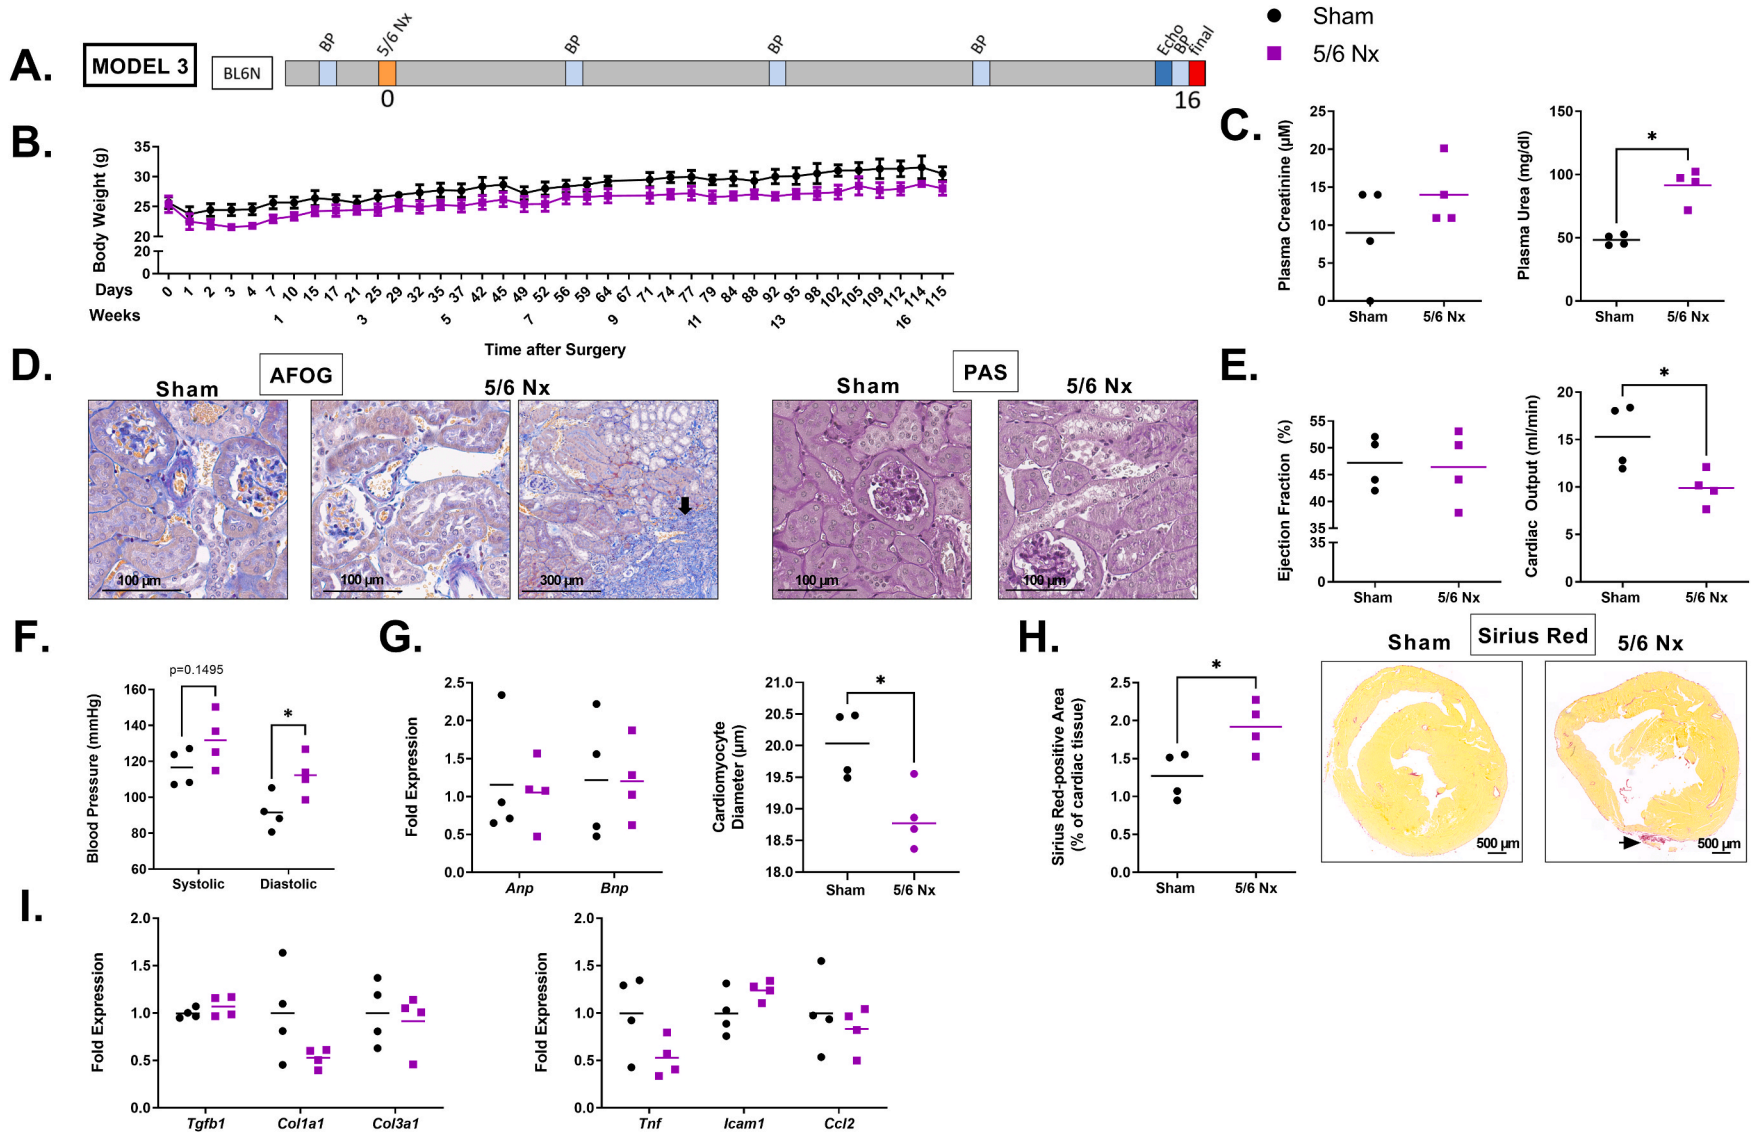 Sham
5/6 Nx
A.
MODEL 3
BL6N
BP
5/6 Nx
BP
BP
BP
Echo
BP
final
0
16
B.
Body Weight (g)
35
30
25
20
20
0
Days
0 1 2 3 4 7 10 15 17 21 25 29 32 35 37 42 45 49 52 56 59 64 67 71 74 77 79 84 88 92 95 98 102 105 109 112 114 115
Weeks
1 3 5 7 9 11 13 16
Time after Surgery
C.
Plasma Creatinine (µM)
25
20
15
10
5
0
Sham 5/6 Nx
Plasma Urea (mg/dl)
150
100
50
0
*
Sham 5/6 Nx
D.
Sham
AFOG
5/6 Nx
100 µm
100 µm
300 µm
Sham
PAS
5/6 Nx
100 µm
100 µm
E.
Ejection Fraction (%)
55
50
45
40
35
35
0
Sham 5/6 Nx
Cardiac Output (ml/min)
20
15
10
5
0
*
Sham 5/6 Nx
F.
Blood Pressure (mmHg)
160
140
120
100
80
60
p=0.1495
*
Systolic Diastolic
G.
Fold Expression
2.5
2.0
1.5
1.0
0.5
0.0
Anp Bnp
Cardiomyocyte
Diameter (µm)
21.0
20.5
20.0
19.5
19.0
18.5
18.0
*
Sham 5/6 Nx
H.
Sirius Red-positive Area
(% of cardiac tissue)
2.5
2.0
1.5
1.0
0.5
0.0
*
Sham 5/6 Nx
Sham
Sirius Red
5/6 Nx
500 µm
500 µm
I.
Fold Expression
2.0
1.5
1.0
0.5
0.0
Tgfb1 Col1a1 Col3a1
Fold Expression
2.0
1.5
1.0
0.5
0.0
Tnf Icam1 Ccl2